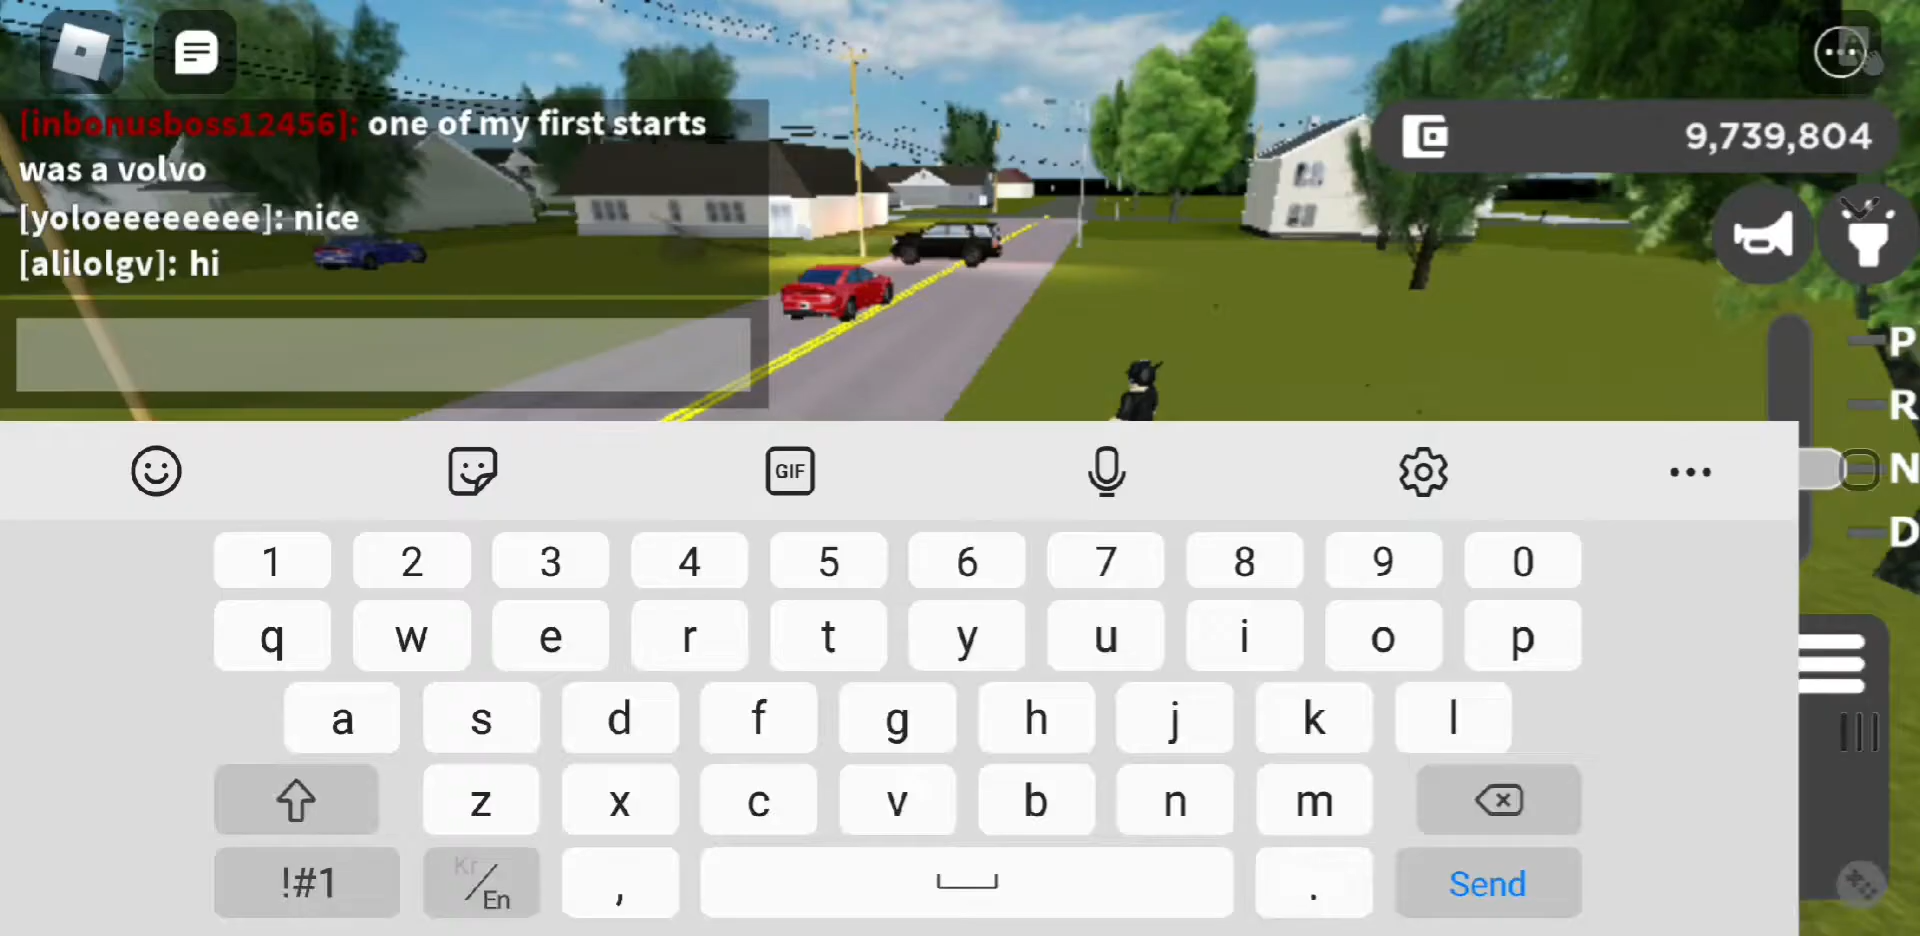 [inbonusboss12456]: one of my first starts
was a volvo
[yoloeeeeeeee]: nice
[alilolgv]: hi
9,739,804
P
R
N
D
GIF
1 2 3 4 5 6 7 8 9 0
q w e r t y u i o p
a s d f g h j k l
z x c v b n m
!#1 Kr/En , . Send